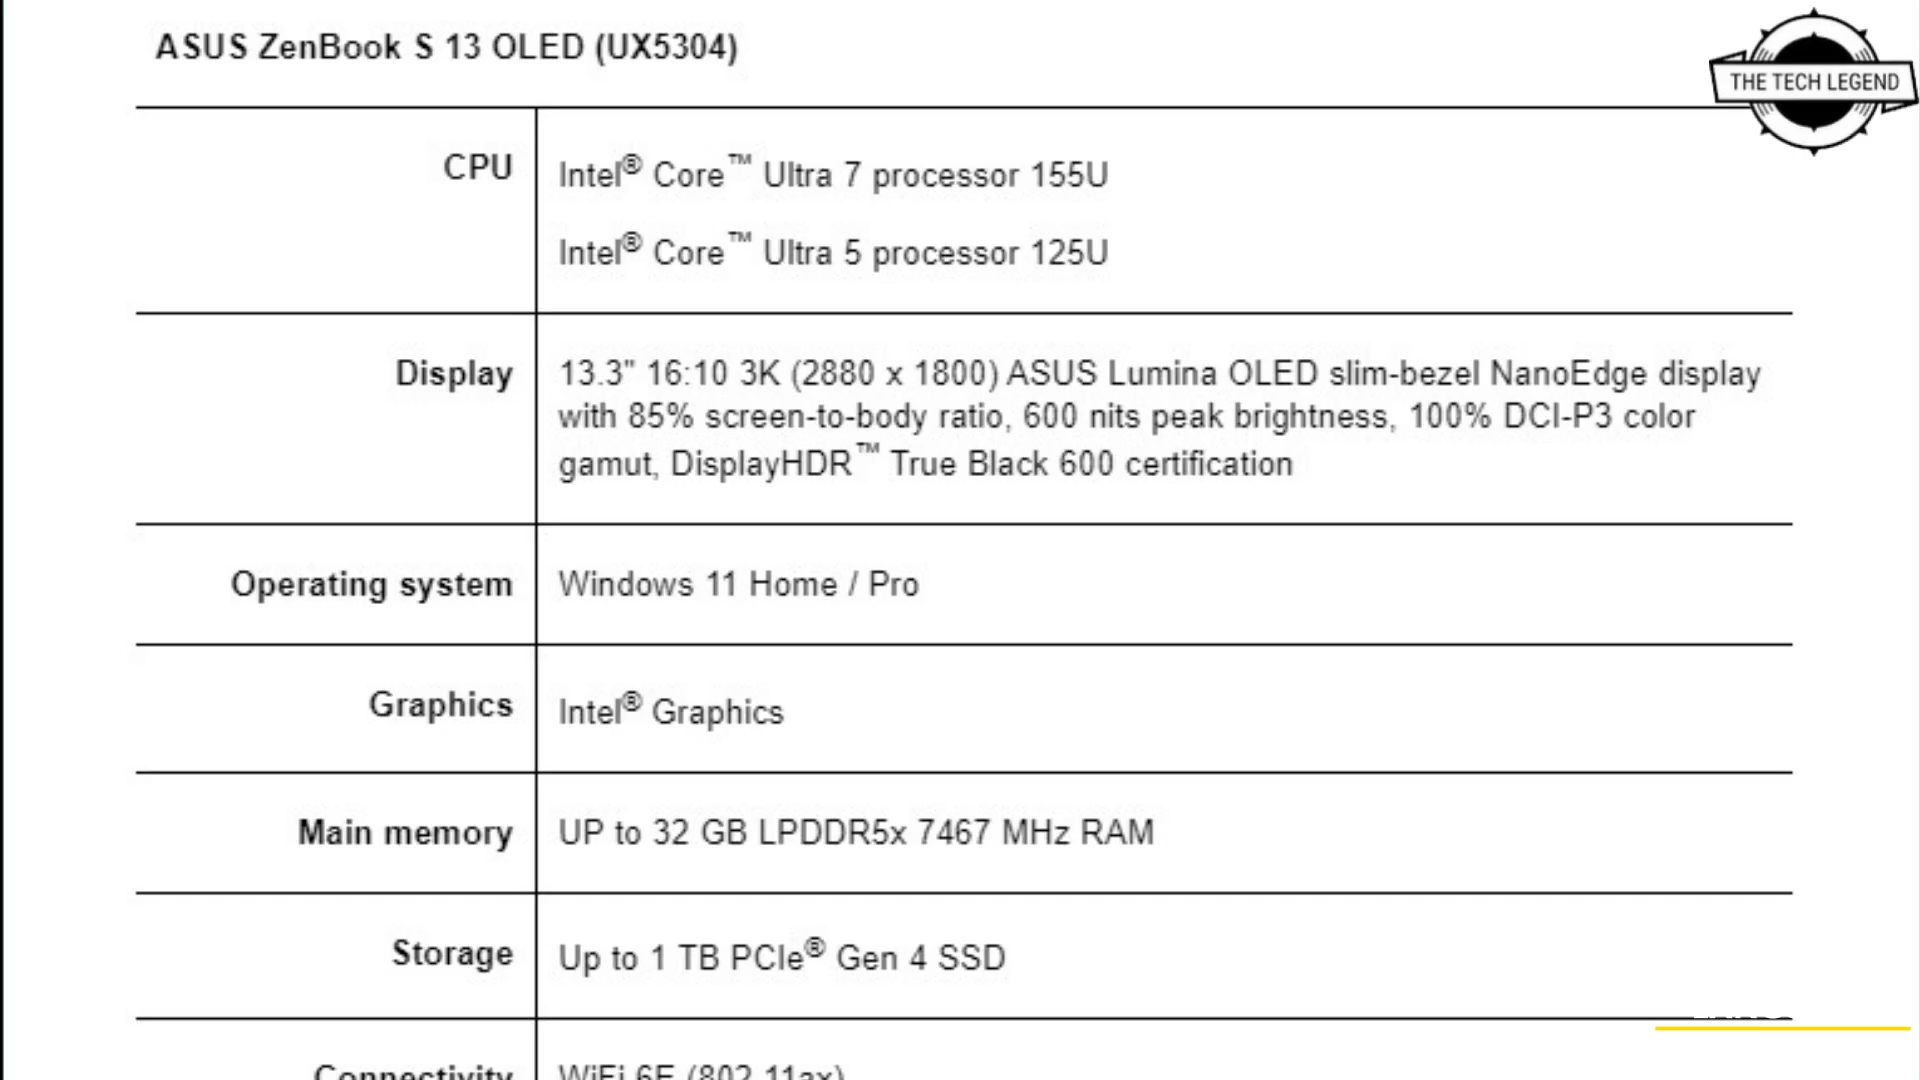 ASUS ZenBook S 13 OLED (UX5304)
THE TECH LEGEND
CPU
Intel® Core™ Ultra 7 processor 155U
Intel® Core™ Ultra 5 processor 125U
Display
13.3" 16:10 3K (2880 x 1800) ASUS Lumina OLED slim-bezel NanoEdge display
with 85% screen-to-body ratio, 600 nits peak brightness, 100% DCI-P3 color
gamut, DisplayHDR™ True Black 600 certification
Operating system
Windows 11 Home / Pro
Graphics
Intel® Graphics
Main memory
UP to 32 GB LPDDR5x 7467 MHz RAM
Storage
Up to 1 TB PCIe® Gen 4 SSD
Connectivity
WiFi 6E (802.11ax)